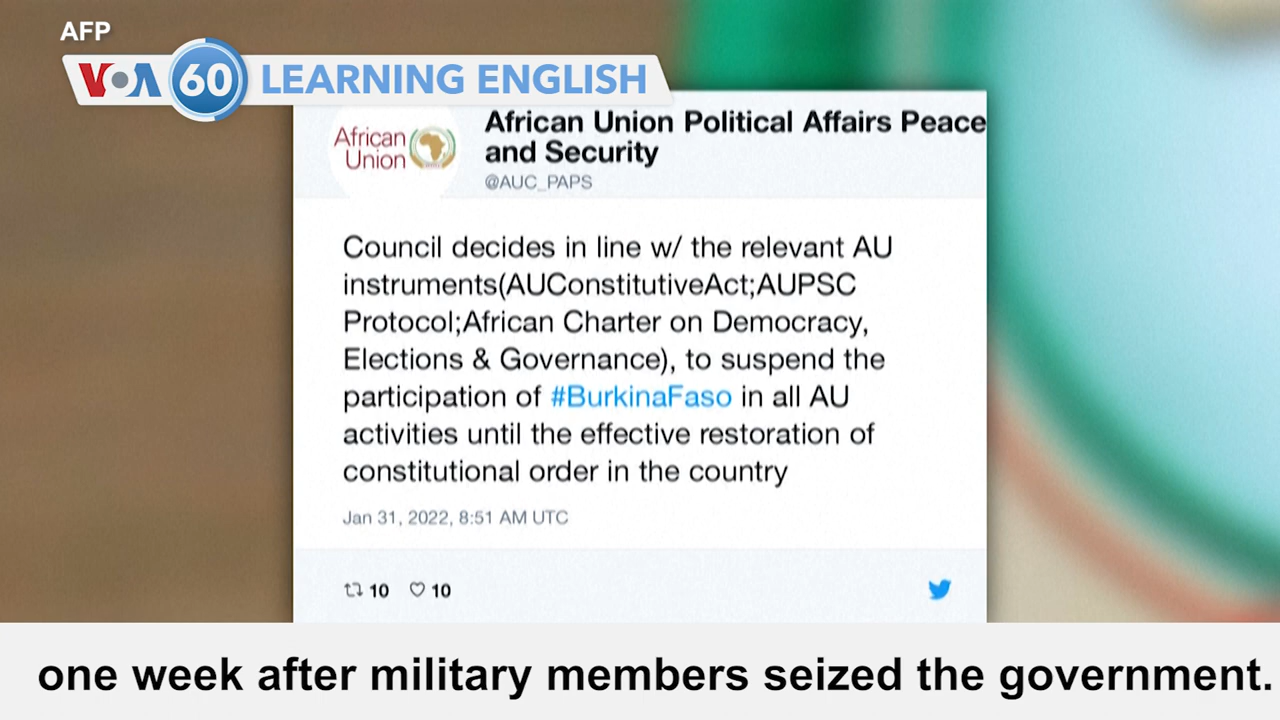 AFP
VOA 60 LEARNING ENGLISH
African Union
African Union Political Affairs Peace
and Security
@AUC_PAPS
Council decides in line w/ the relevant AU
instruments(AUConstitutiveAct;AUPSC
Protocol;African Charter on Democracy,
Elections & Governance), to suspend the
participation of #BurkinaFaso in all AU
activities until the effective restoration of
constitutional order in the country
Jan 31, 2022, 8:51 AM UTC
10 10
one week after military members seized the government.